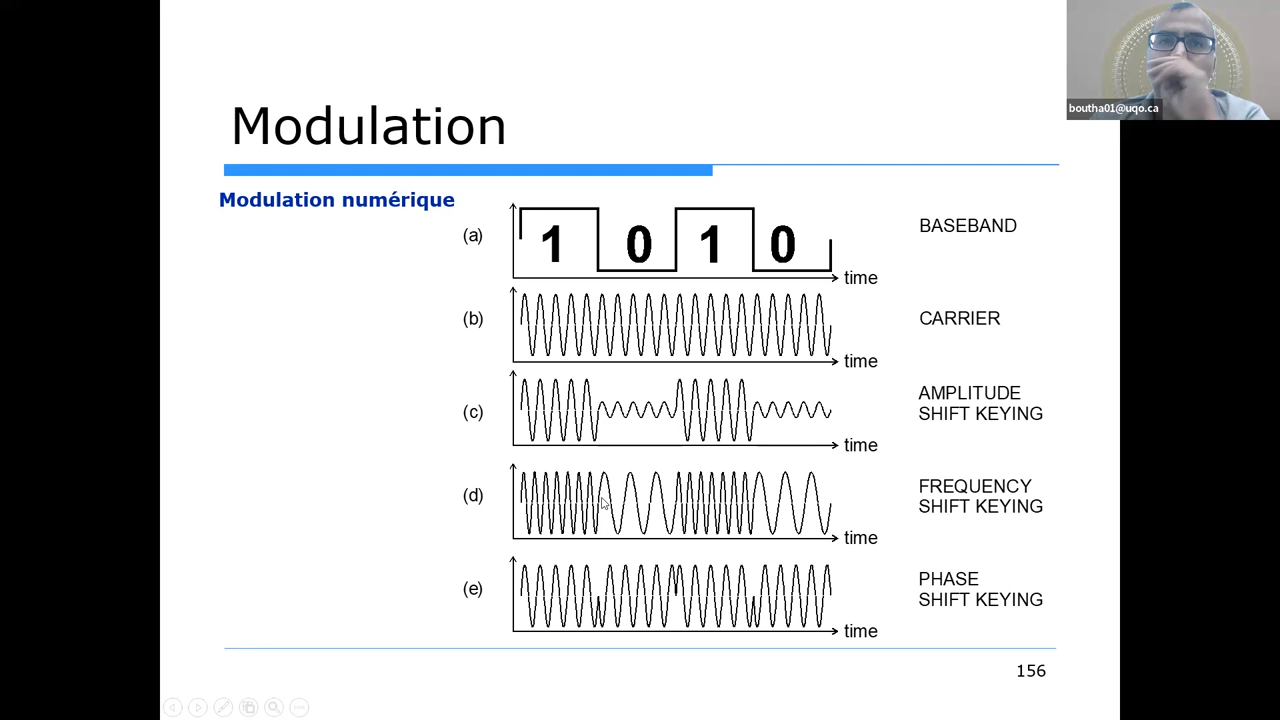 boutha01@uqo.ca
Modulation
Modulation numérique
(a)
1 0 1 0
BASEBAND
time
(b)
CARRIER
time
(c)
AMPLITUDE
SHIFT KEYING
time
(d)
FREQUENCY
SHIFT KEYING
time
(e)
PHASE
SHIFT KEYING
time
156